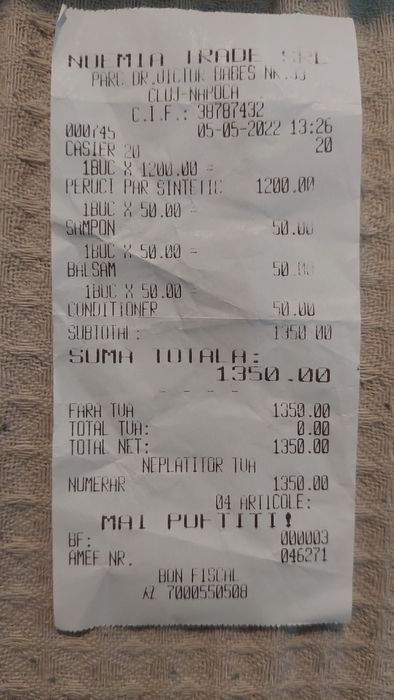 NOEMIA TRADE SRL
PARC DR.VICTOR BABES NR.33
CLUJ-NAPOCA
C.I.F.: 38787432
000745 05-05-2022 13:26
CASIER 20 20
1BUC X 1200.00 =
PERUCI PAR SINTETIC 1200.00
1BUC X 50.00 =
SAMPON 50.00
1BUC X 50.00 =
BALSAM 50.00
1BUC X 50.00 =
CONDITIONER 50.00
SUBTOTAL: 1350.00
SUMA TOTALA:
1350.00
- - - -
FARA TVA 1350.00
TOTAL TVA: 0.00
TOTAL NET: 1350.00
NEPLATITOR TVA
NUMERAR 1350.00
04 ARTICOLE:
MAI POFTITI!
BF: 000003
AMEF NR. 046271
BON FISCAL
7000550508